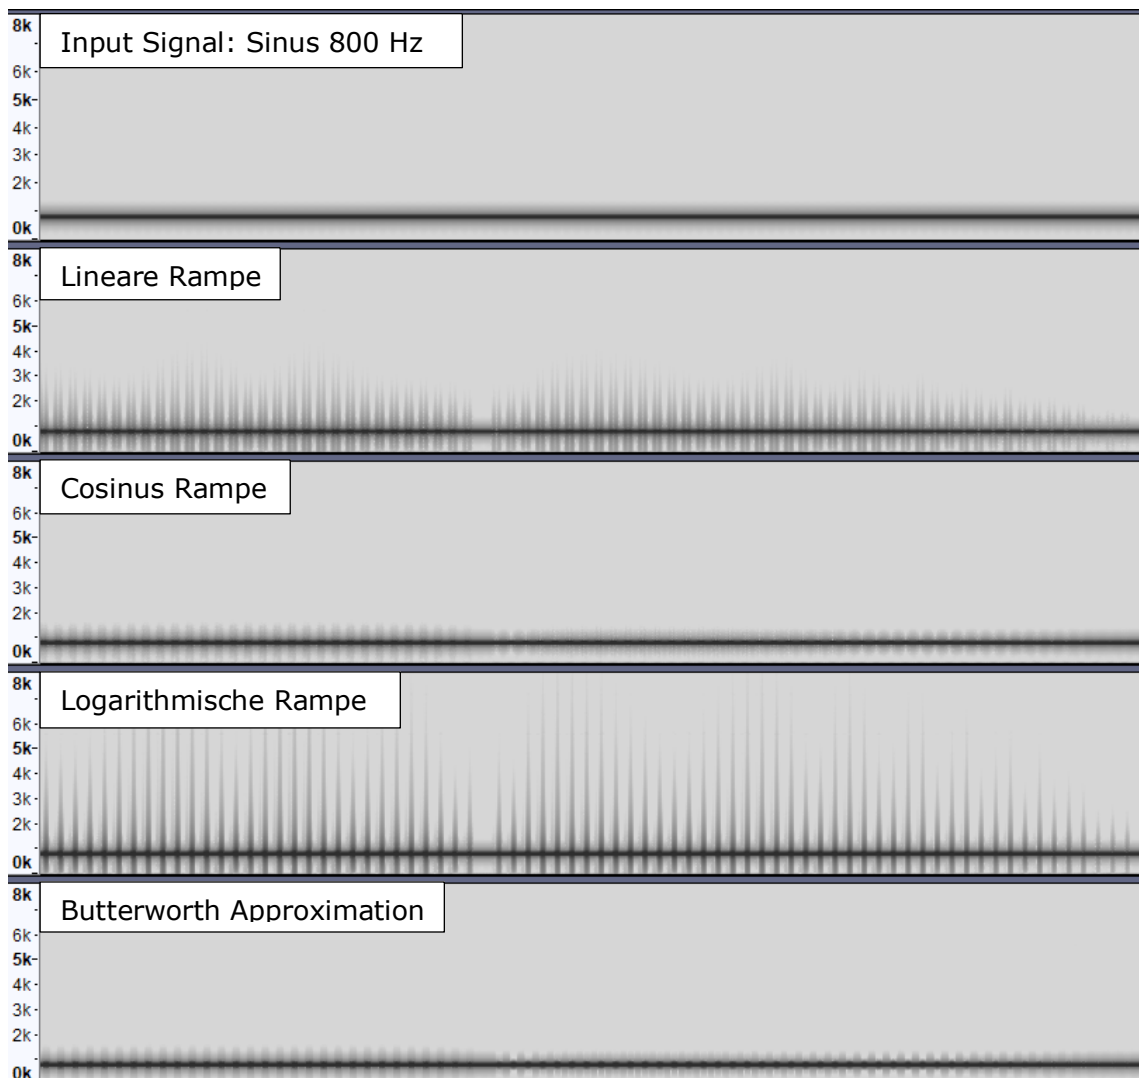 8k
Input Signal: Sinus 800 Hz
6k
5k
4k
3k
2k
0k
8k
Lineare Rampe
6k
5k
4k
3k
2k
0k
8k
Cosinus Rampe
6k
5k
4k
3k
2k
0k
8k
Logarithmische Rampe
6k
5k
4k
3k
2k
0k
8k
Butterworth Approximation
6k
5k
4k
3k
2k
0k